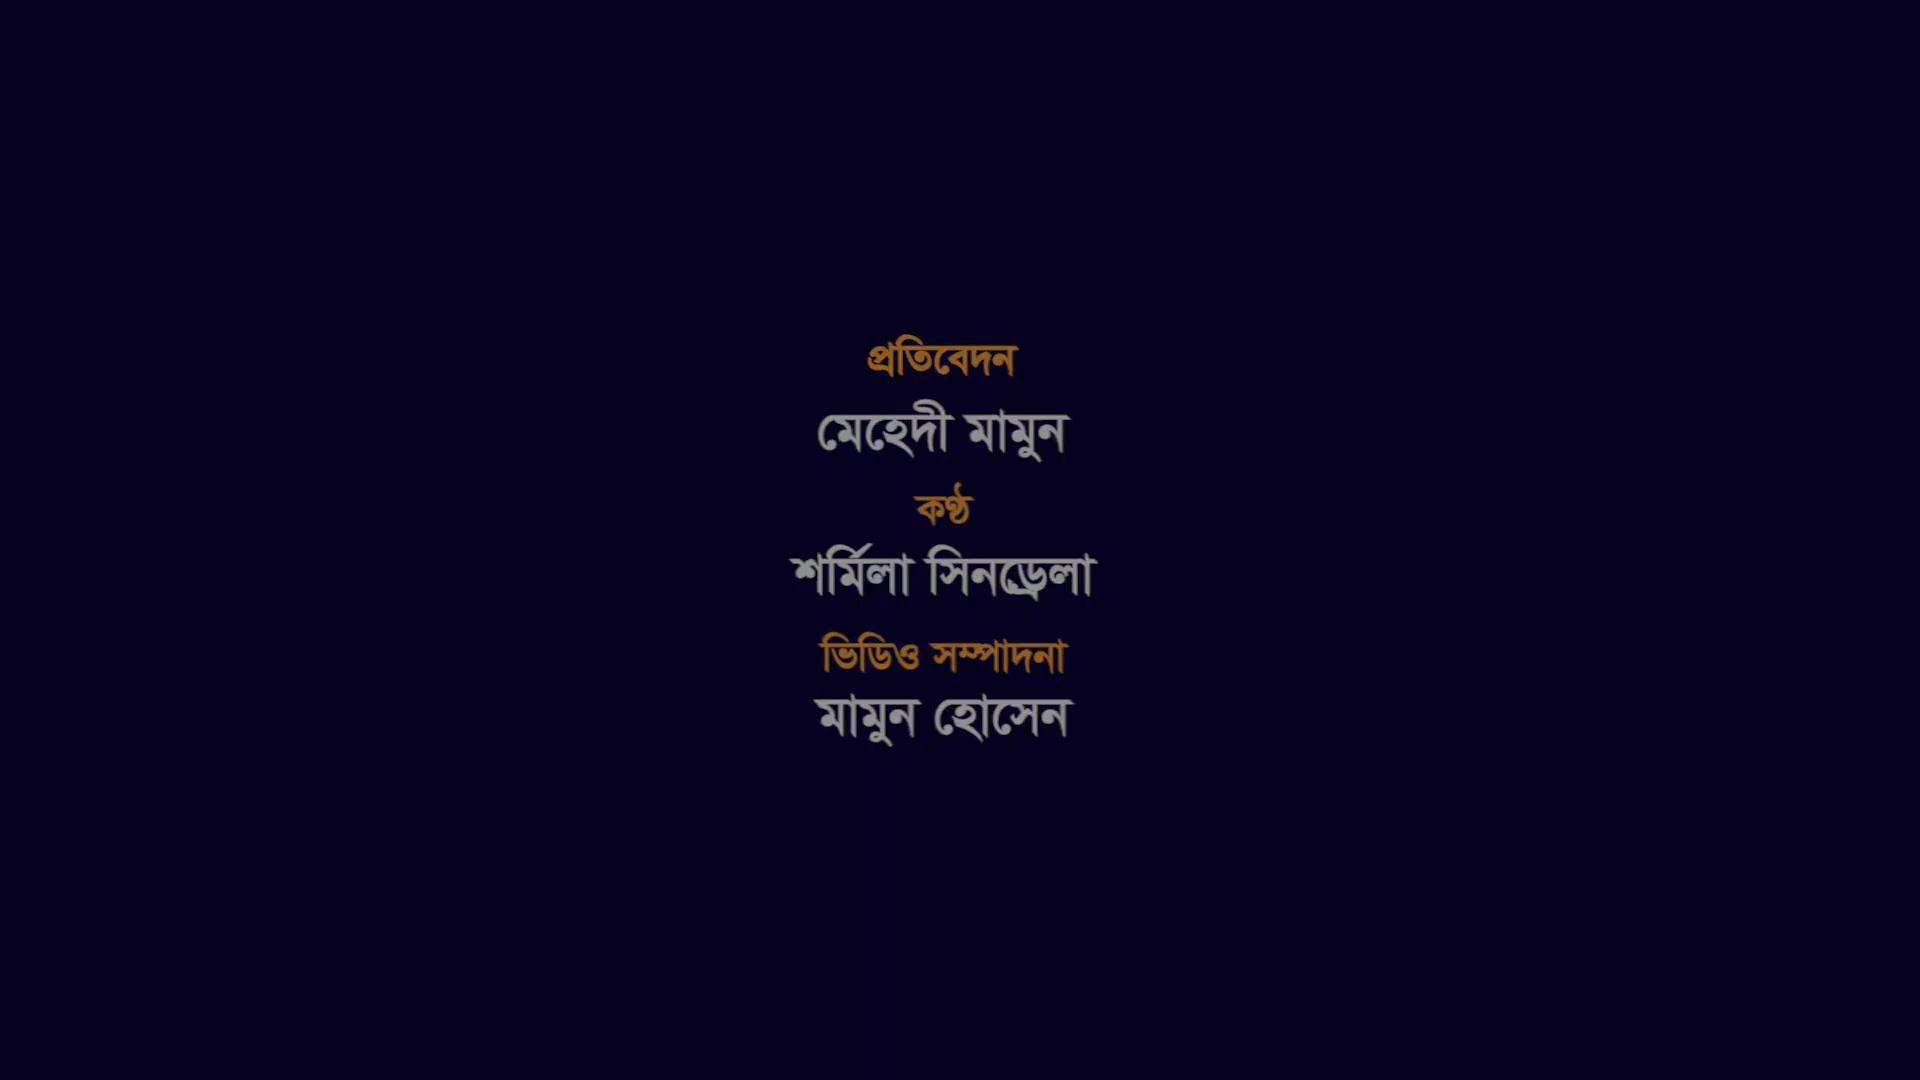 প্রতিবেদন
মেহেদী মামুন
কণ্ঠ
শর্মিলা সিনড্রেলা
ভিডিও সম্পাদনা
মামুন হোসেন